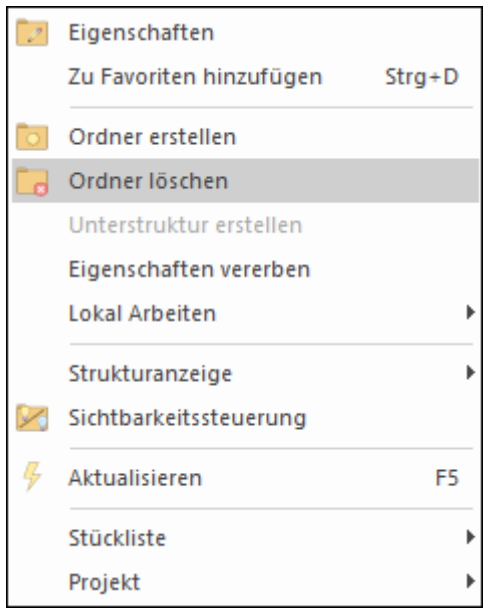 Eigenschaften
Zu Favoriten hinzufügen Strg+D
Ordner erstellen
Ordner löschen
Unterstruktur erstellen
Eigenschaften vererben
Lokal Arbeiten
Strukturanzeige
Sichtbarkeitssteuerung
Aktualisieren F5
Stückliste
Projekt